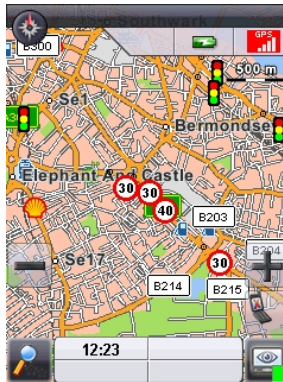 Southwark
B300
GPS
500 m
Se1
Bermondse
Elephant And Castle
30
30
40
B203
B204
Se17
30
B214
B215
12:23